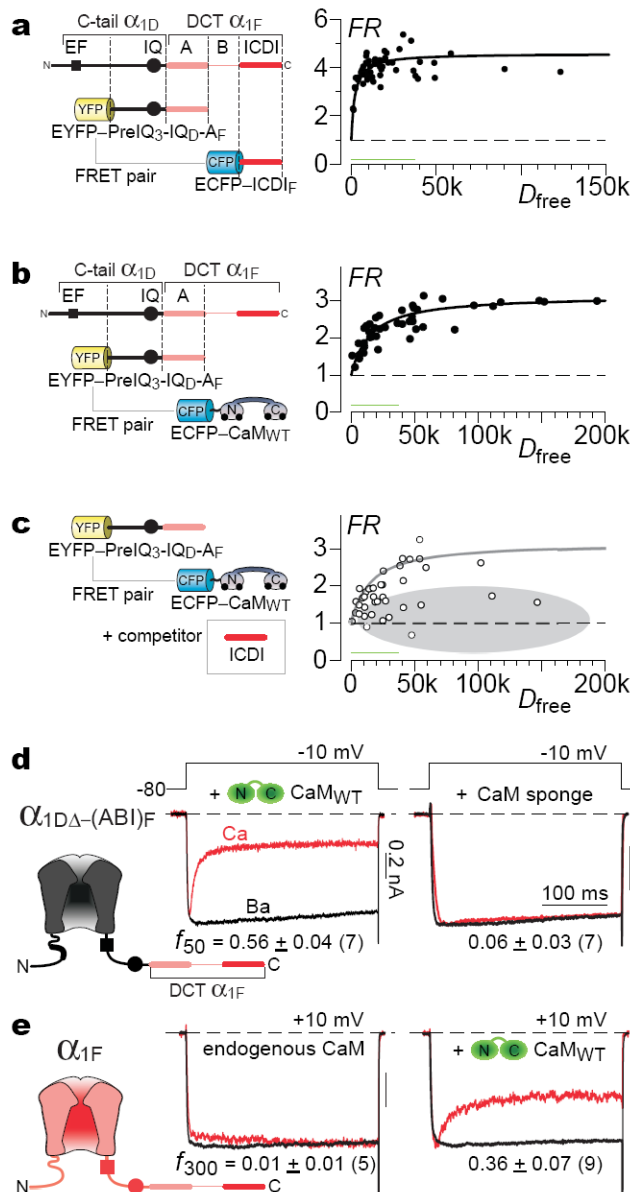 a
C-tail α1D DCT α1F
EF IQ A B ICDI
N C
YFP
EYFP–PreIQ3-IQD-AF
CFP
FRET pair
ECFP–ICDIF
FR
6
4
2
0
0 50k 100k 150k
Dfree
b
C-tail α1D DCT α1F
EF IQ A
N C
YFP
EYFP–PreIQ3-IQD-AF
CFP N C
FRET pair
ECFP–CaMWT
FR
3
2
1
0
0 50k 100k 200k
Dfree
c
YFP
EYFP–PreIQ3-IQD-AF
CFP N C
FRET pair
ECFP–CaMWT
+ competitor
ICDI
FR
3
2
1
0
0 50k 100k 200k
Dfree
d
-10 mV -10 mV
-80
+ N C CaMWT + CaM sponge
α1DΔ–(ABI)F
Ca
0.2 nA
Ba
100 ms
f50 = 0.56 ± 0.04 (7) 0.06 ± 0.03 (7)
N C
DCT α1F
e
+10 mV +10 mV
α1F
endogenous CaM + N C CaMWT
f300 = 0.01 ± 0.01 (5) 0.36 ± 0.07 (9)
N C